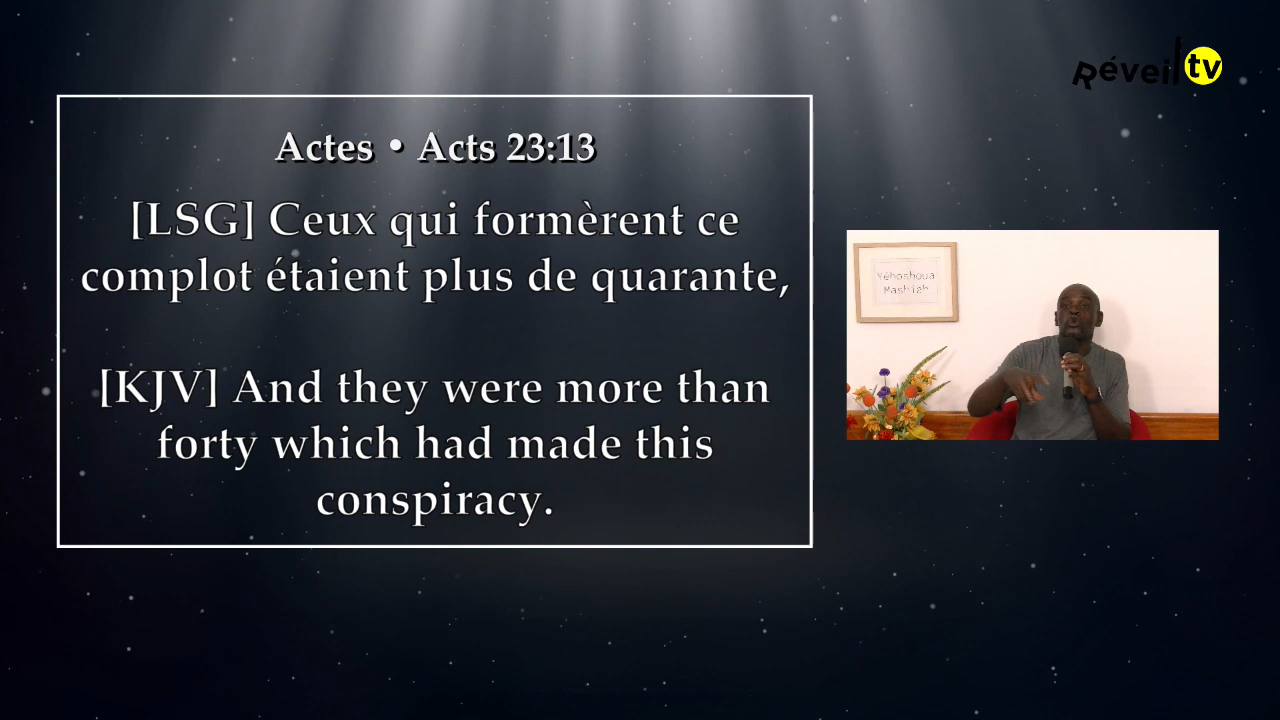 Réveil tv
Actes • Acts 23:13
[LSG] Ceux qui formèrent ce
complot étaient plus de quarante,
[KJV] And they were more than
forty which had made this
conspiracy.
Yéhoshoua
Mashiah